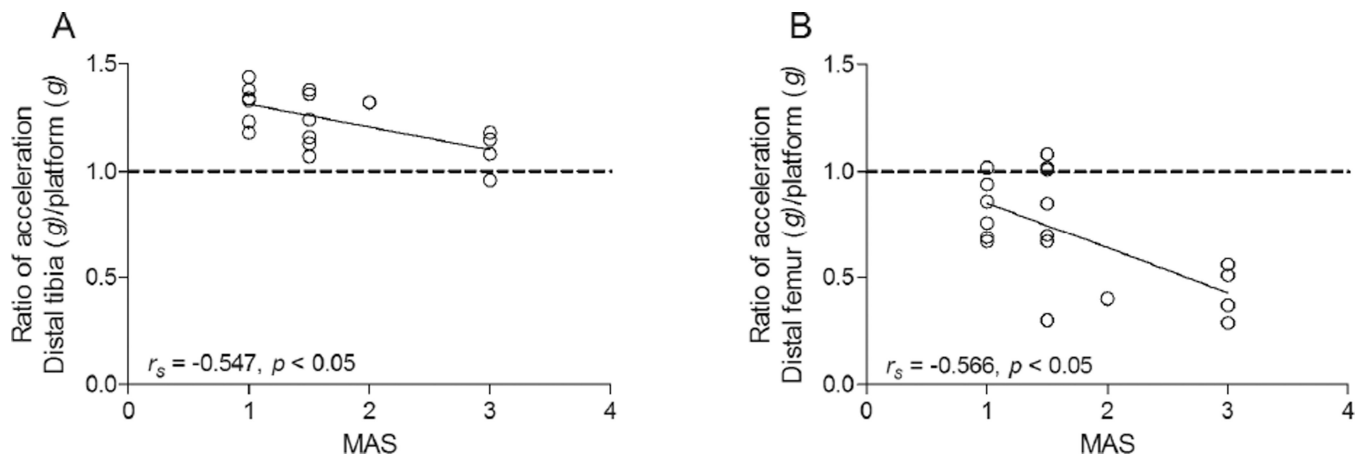 A
Ratio of acceleration
Distal tibia (g)/platform (g)
1.5
1.0
0.5
0.0
r_s = -0.547, p < 0.05
0 1 2 3 4
MAS
B
Ratio of acceleration
Distal femur (g)/platform (g)
1.5
1.0
0.5
0.0
r_s = -0.566, p < 0.05
0 1 2 3 4
MAS